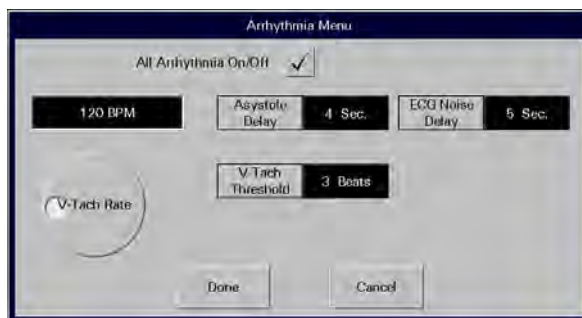 Arrhythmia Menu
All Arrhythmia On/Off
120 BPM
Asystole
Delay
4 Sec.
ECG Noise
Delay
5 Sec.
V-Tach Rate
V-Tach
Threshold
3 Beats
Done
Cancel